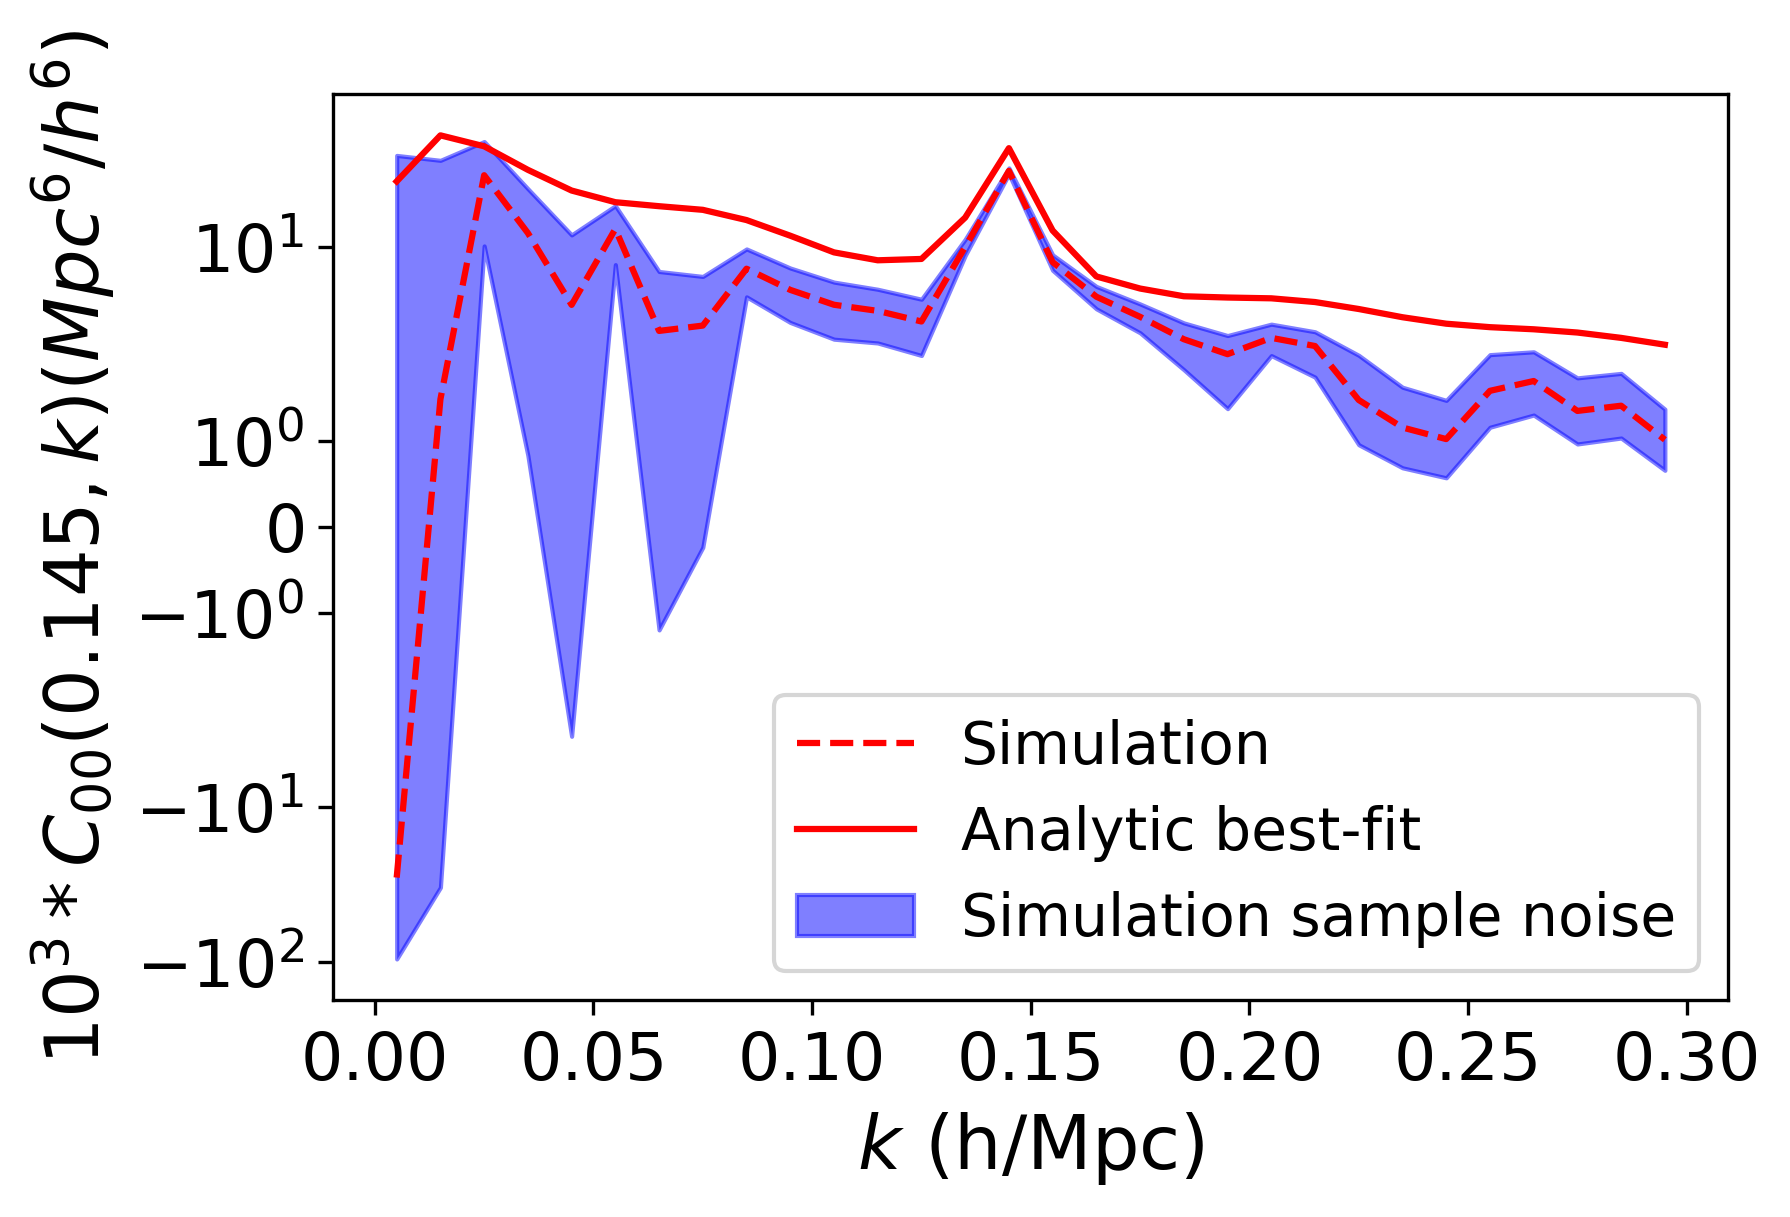 10³ * C₀₀(0.145, k)(Mpc⁶/h⁶)
10¹
10⁰
0
−10⁰
−10¹
−10²
Simulation
Analytic best-fit
Simulation sample noise
0.00 0.05 0.10 0.15 0.20 0.25 0.30
k (h/Mpc)